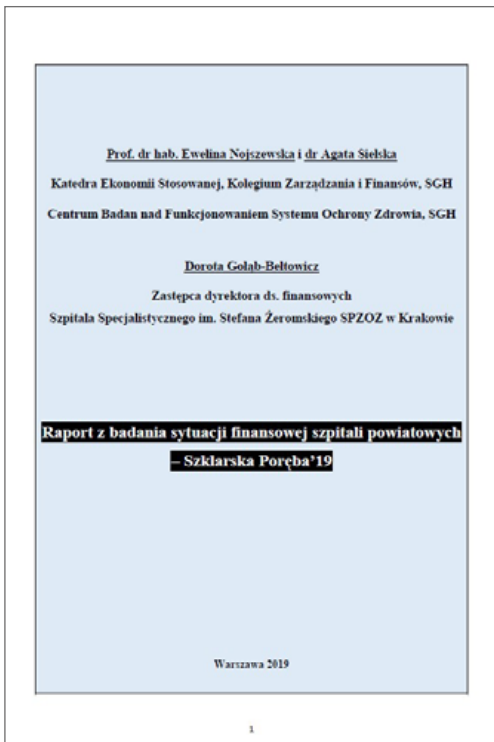 Prof. dr hab. Ewelina Nojszewska i dr Agata Sielska
Katedra Ekonomii Stosowanej, Kolegium Zarządzania i Finansów, SGH
Centrum Badan nad Funkcjonowaniem Systemu Ochrony Zdrowia, SGH
Dorota Gołąb-Bełtowicz
Zastępca dyrektora ds. finansowych
Szpitala Specjalistycznego im. Stefana Żeromskiego SPZOZ w Krakowie
Raport z badania sytuacji finansowej szpitali powiatowych
– Szklarska Poręba’19
Warszawa 2019
1